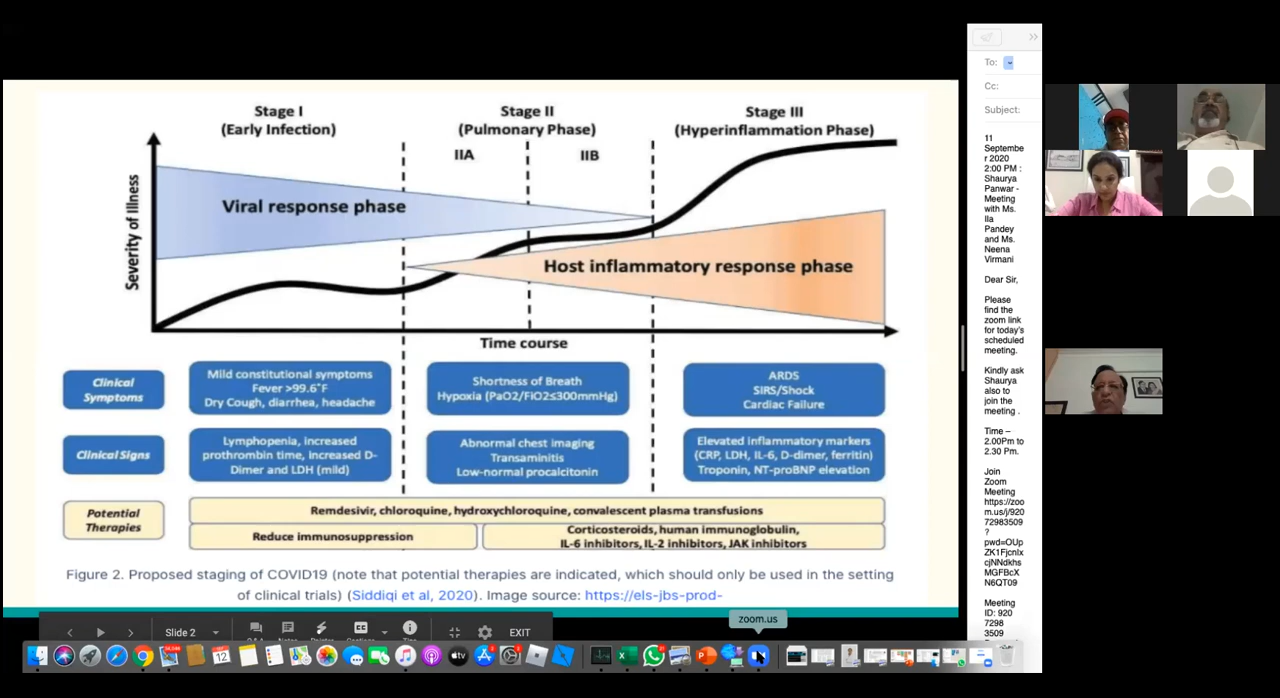 Stage I
(Early Infection)
Stage II
(Pulmonary Phase)
IIA
IIB
Stage III
(Hyperinflammation Phase)
Severity of Illness
Viral response phase
Host inflammatory response phase
Time course
Clinical
Symptoms
Mild constitutional symptoms
Fever >99.6°F
Dry Cough, diarrhea, headache
Shortness of Breath
Hypoxia (PaO2/FiO2≤300mmHg)
ARDS
SIRS/Shock
Cardiac Failure
Clinical Signs
Lymphopenia, increased
prothrombin time, increased D-
Dimer and LDH (mild)
Abnormal chest imaging
Transaminitis
Low-normal procalcitonin
Elevated inflammatory markers
(CRP, LDH, IL-6, D-dimer, ferritin)
Troponin, NT-proBNP elevation
Potential
Therapies
Remdesivir, chloroquine, hydroxychloroquine, convalescent plasma transfusions
Reduce immunosuppression
Corticosteroids, human immunoglobulin,
IL-6 inhibitors, IL-2 inhibitors, JAK inhibitors
Figure 2. Proposed staging of COVID19 (note that potential therapies are indicated, which should only be used in the setting
of clinical trials) (Siddiqi et al, 2020). Image source: https://els-jbs-prod-
Slide 2
EXIT
zoom.us
12
tv
To:
Cc:
Subject:
11
Septembe
r 2020
2:00 PM :
Shaurya
Panwar -
Meeting
with Ms.
Ila
Pandey
and Ms.
Neena
Virmani
Dear Sir,
Please
find the
zoom link
for today's
scheduled
meeting.
Kindly ask
Shaurya
also to
join the
meeting .
Time –
2.00Pm to
2.30 Pm.
Join
Zoom
Meeting
https://zoo
m.us/j/920
72983509
?
pwd=OUp
ZK1FjcnIx
cjNNdkhs
MGFBcX
N6QT09
Meeting
ID: 920
7298
3509